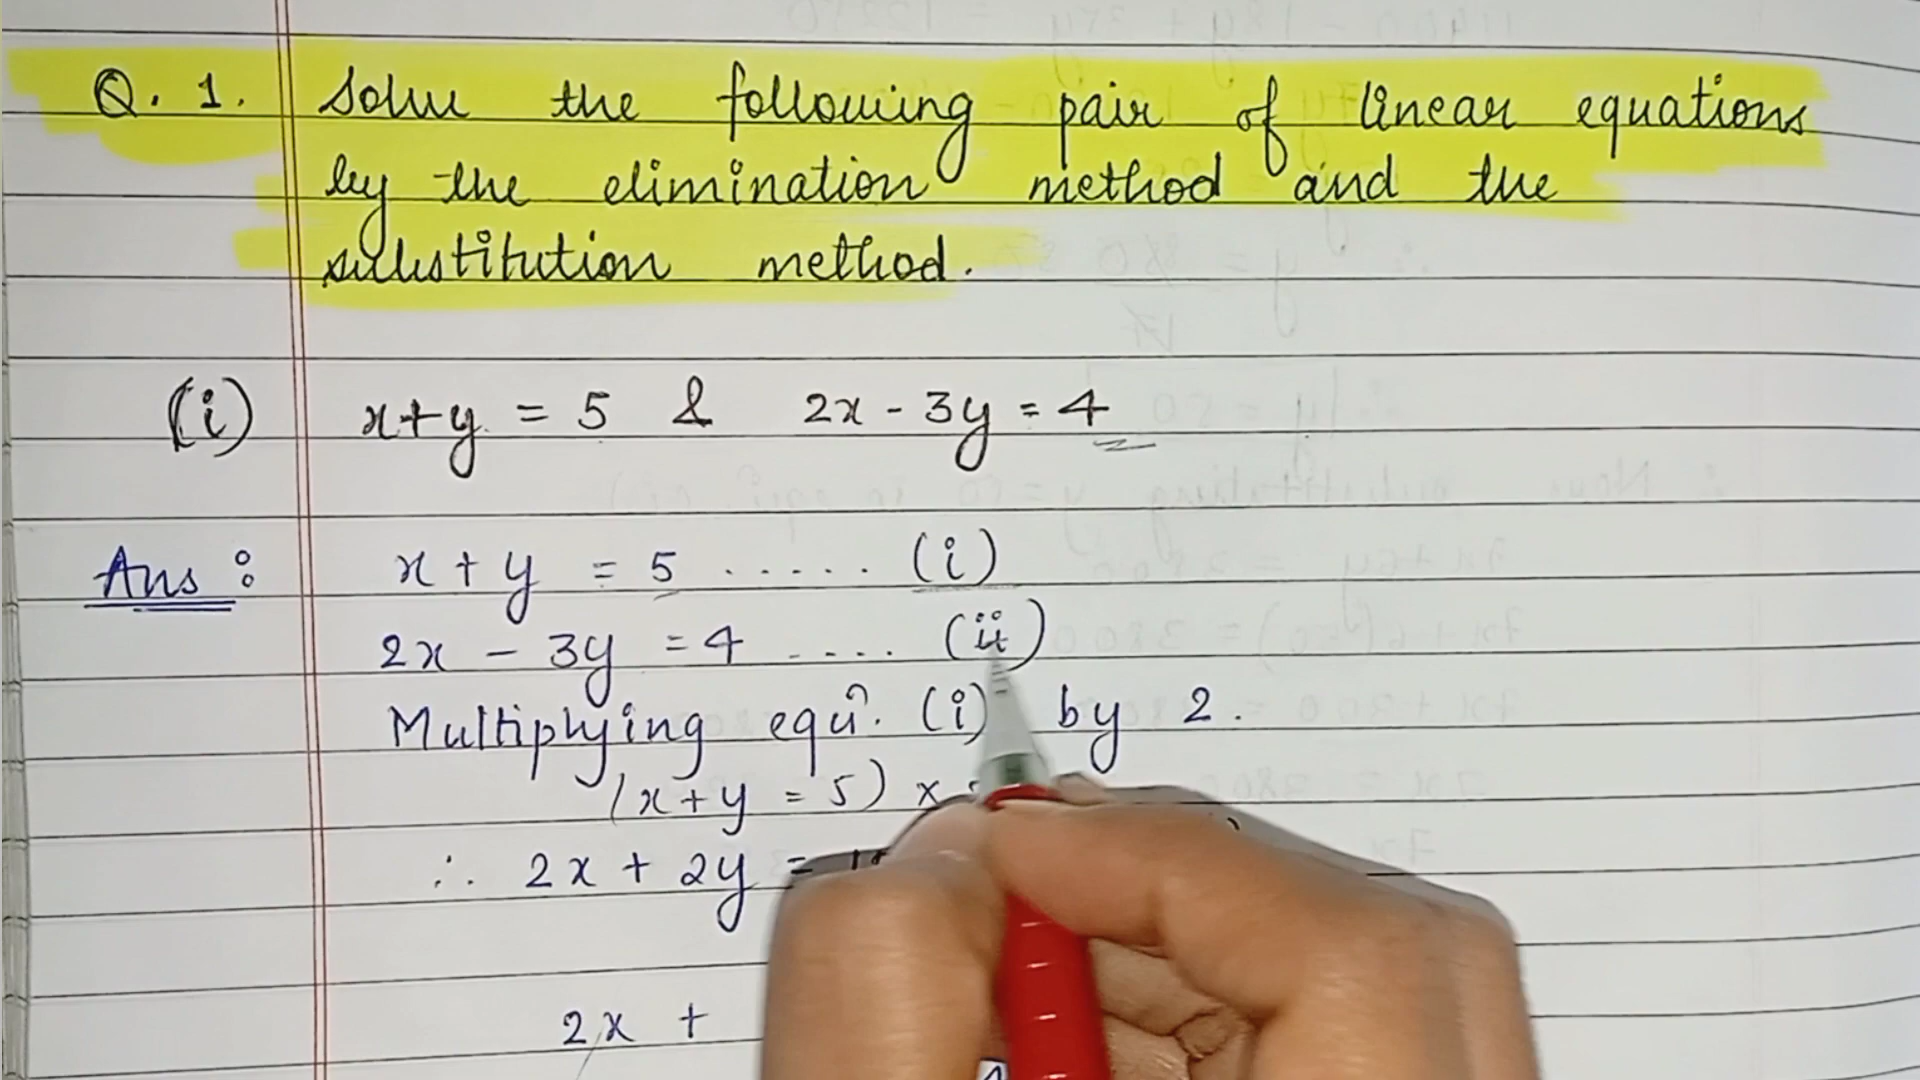 Q. 1. Solve the following pair of linear equations
by the elimination method and the
substitution method.
(i) x+y = 5 & 2x - 3y = 4
Ans : x + y = 5 ..... (i)
2x - 3y = 4 .... (ii)
Multiplying equⁿ. (i) by 2.
(x + y = 5) ×
∴ 2x + 2y =
2x +